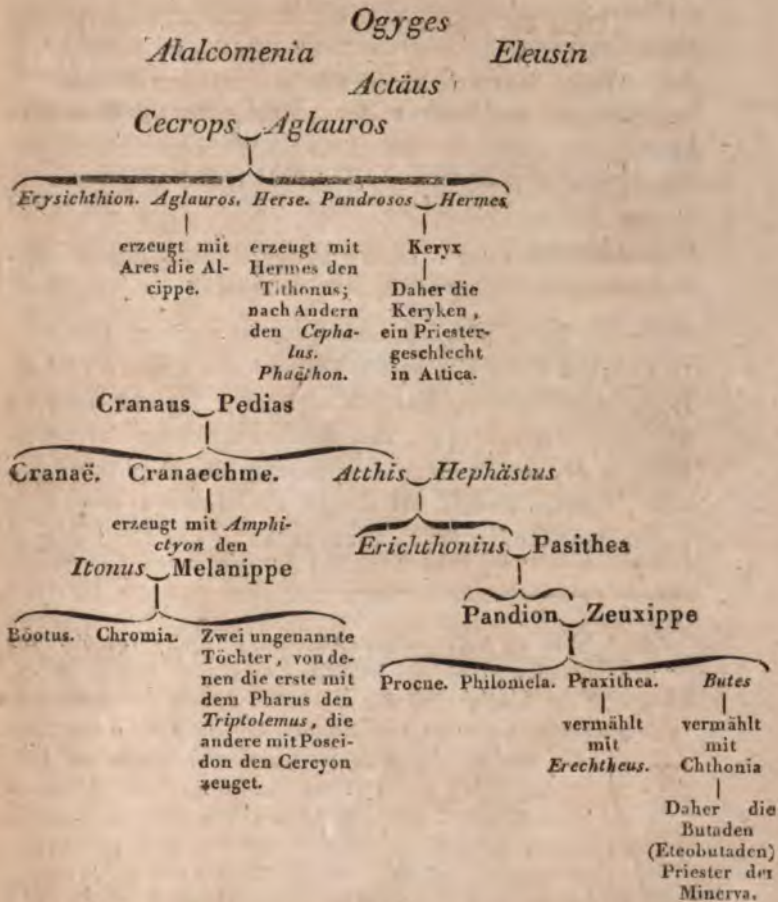 Ogyges
Alalcomenia Eleusin
Actäus
Cecrops Aglauros
Erysichthion. Aglauros. Herse. Pandrosos Hermes
erzeugt mit
Ares die Al-
cippe.
erzeugt mit
Hermes den
Tithonus;
nach Andern
den Cepha-
lus.
Phaëthon.
Keryx
Daher die
Keryken,
ein Priester-
geschlecht
in Attica.
Cranaus Pedias
Cranaë. Cranaechme. Atthis Hephästus
erzeugt mit Amphi-
ctyon den
Itonus Melanippe
Böotus. Chromia. Zwei ungenannte
Töchter, von de-
nen die erste mit
dem Pharus den
Triptolemus, die
andere mit Posei-
don den Cercyon
zeuget.
Erichthonius Pasithea
Pandion Zeuxippe
Procne. Philomela. Praxithea. Butes
vermählt
mit
Erechtheus.
vermählt
mit
Chthonia
Daher die
Butaden
(Eteobutaden)
Priester der
Minerva.